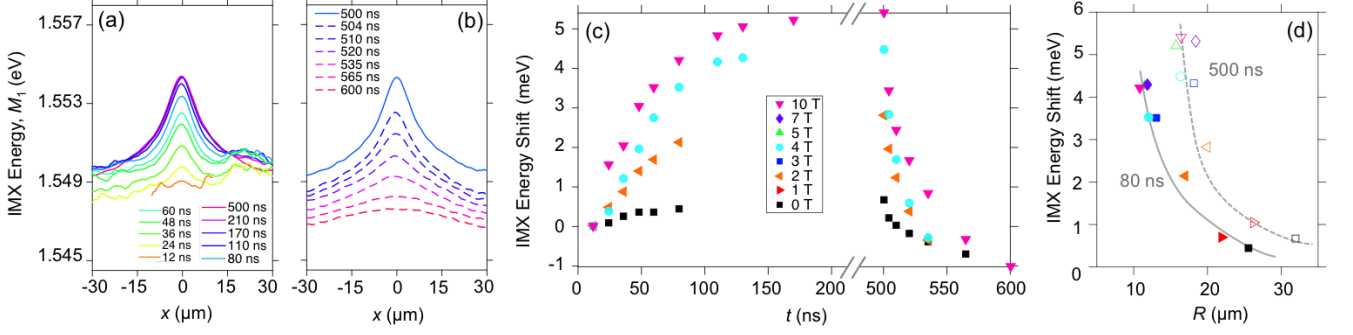 (a)
IMX Energy, M1 (eV)
1.557
1.553
1.549
1.545
60 ns
48 ns
36 ns
24 ns
12 ns
500 ns
210 ns
170 ns
110 ns
80 ns
-30
-15
0
15
30
x (μm)
(b)
500 ns
504 ns
510 ns
520 ns
535 ns
565 ns
600 ns
-30
-15
0
15
30
x (μm)
(c)
IMX Energy Shift (meV)
5
4
3
2
1
0
-1
10 T
7 T
5 T
4 T
3 T
2 T
1 T
0 T
0
50
100
150
200
500
550
600
t (ns)
(d)
IMX Energy Shift (meV)
6
5
4
3
2
1
0
500 ns
80 ns
10
20
30
R (μm)